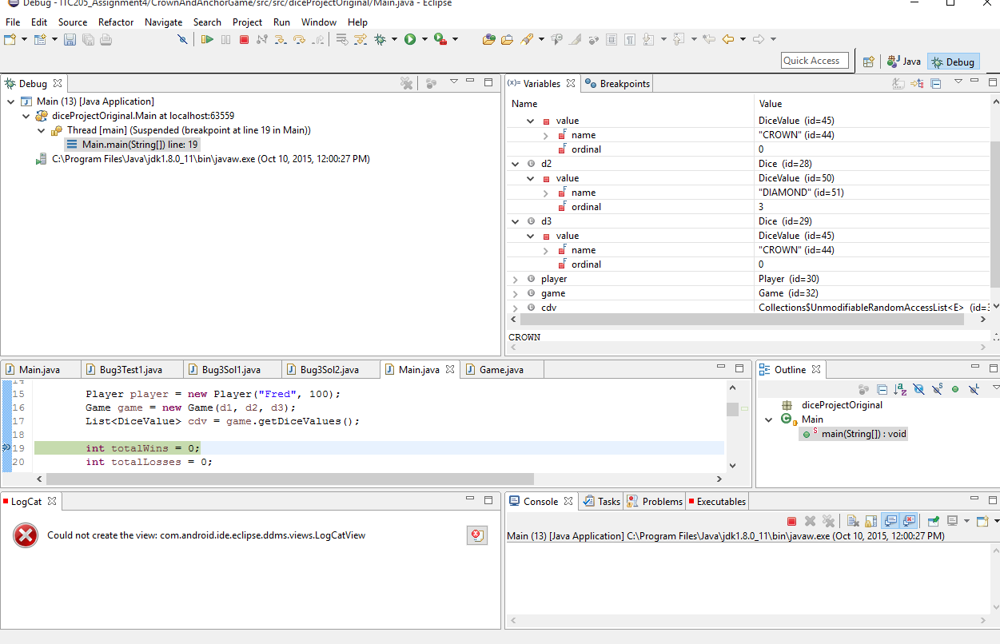 Debug - ITC205_Assignment4/CrownAndAnchorGame/src/src/diceProjectOriginal/Main.java - Eclipse
File Edit Source Refactor Navigate Search Project Run Window Help
Quick Access Java Debug
Debug
Main (13) [Java Application]
diceProjectOriginal.Main at localhost:63559
Thread [main] (Suspended (breakpoint at line 19 in Main))
Main.main(String[]) line: 19
C:\Program Files\Java\jdk1.8.0_11\bin\javaw.exe (Oct 10, 2015, 12:00:27 PM)
(x)= Variables Breakpoints
Name Value
value DiceValue (id=45)
name "CROWN" (id=44)
ordinal 0
d2 Dice (id=28)
value DiceValue (id=50)
name "DIAMOND" (id=51)
ordinal 3
d3 Dice (id=29)
value DiceValue (id=45)
name "CROWN" (id=44)
ordinal 0
player Player (id=30)
game Game (id=32)
cdv Collections$UnmodifiableRandomAccessList<E> (id=3
CROWN
Main.java Bug3Test1.java Bug3Sol1.java Bug3Sol2.java Main.java Game.java
14
15 Player player = new Player("Fred", 100);
16 Game game = new Game(d1, d2, d3);
17 List<DiceValue> cdv = game.getDiceValues();
18
19 int totalWins = 0;
20 int totalLosses = 0;
Outline
diceProjectOriginal
Main
main(String[]) : void
LogCat
Could not create the view: com.android.ide.eclipse.ddms.views.LogCatView
Console Tasks Problems Executables
Main (13) [Java Application] C:\Program Files\Java\jdk1.8.0_11\bin\javaw.exe (Oct 10, 2015, 12:00:27 PM)